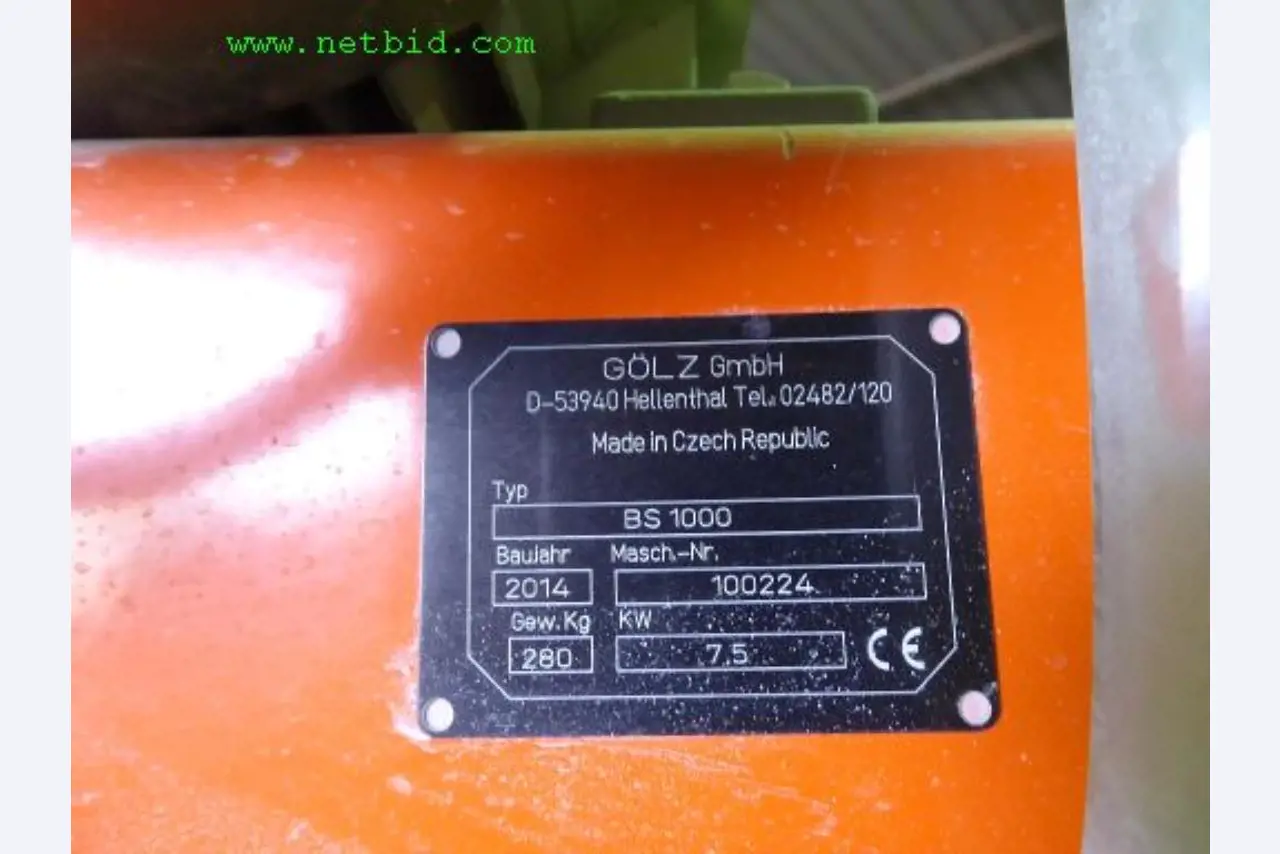 www.netbid.com
GÖLZ GmbH
D-53940 Hellenthal Tel. 02482/120
Made in Czech Republic
Typ
BS 1000
Baujahr Masch.-Nr.
2014 100224
Gew. Kg KW
280 7.5 CE